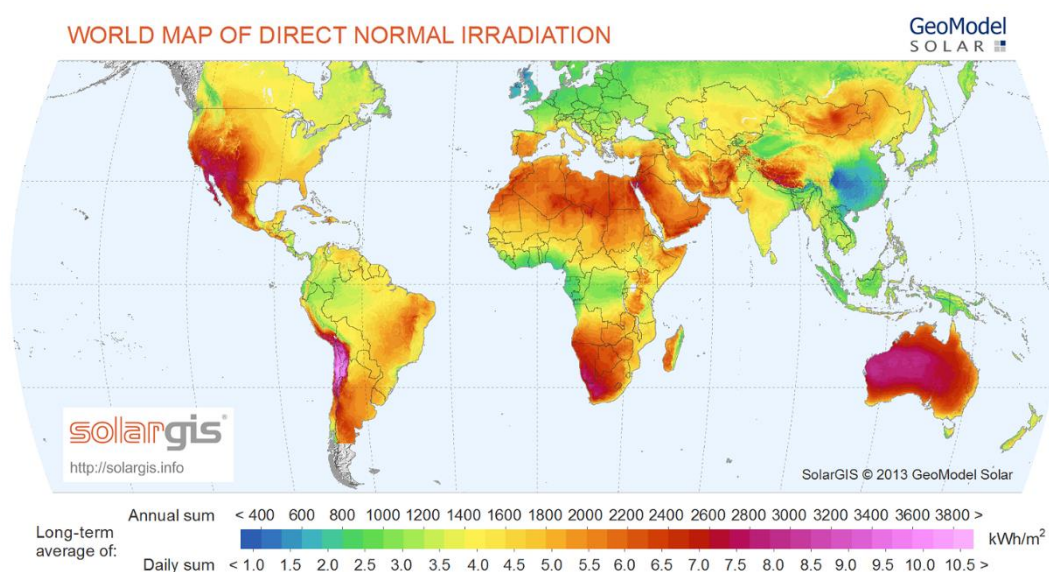 WORLD MAP OF DIRECT NORMAL IRRADIATION
GeoModel
SOLAR
solargis®
http://solargis.info
SolarGIS © 2013 GeoModel Solar
Annual sum < 400 600 800 1000 1200 1400 1600 1800 2000 2200 2400 2600 2800 3000 3200 3400 3600 3800 >
Long-term
average of:
kWh/m²
Daily sum < 1.0 1.5 2.0 2.5 3.0 3.5 4.0 4.5 5.0 5.5 6.0 6.5 7.0 7.5 8.0 8.5 9.0 9.5 10.0 10.5 >